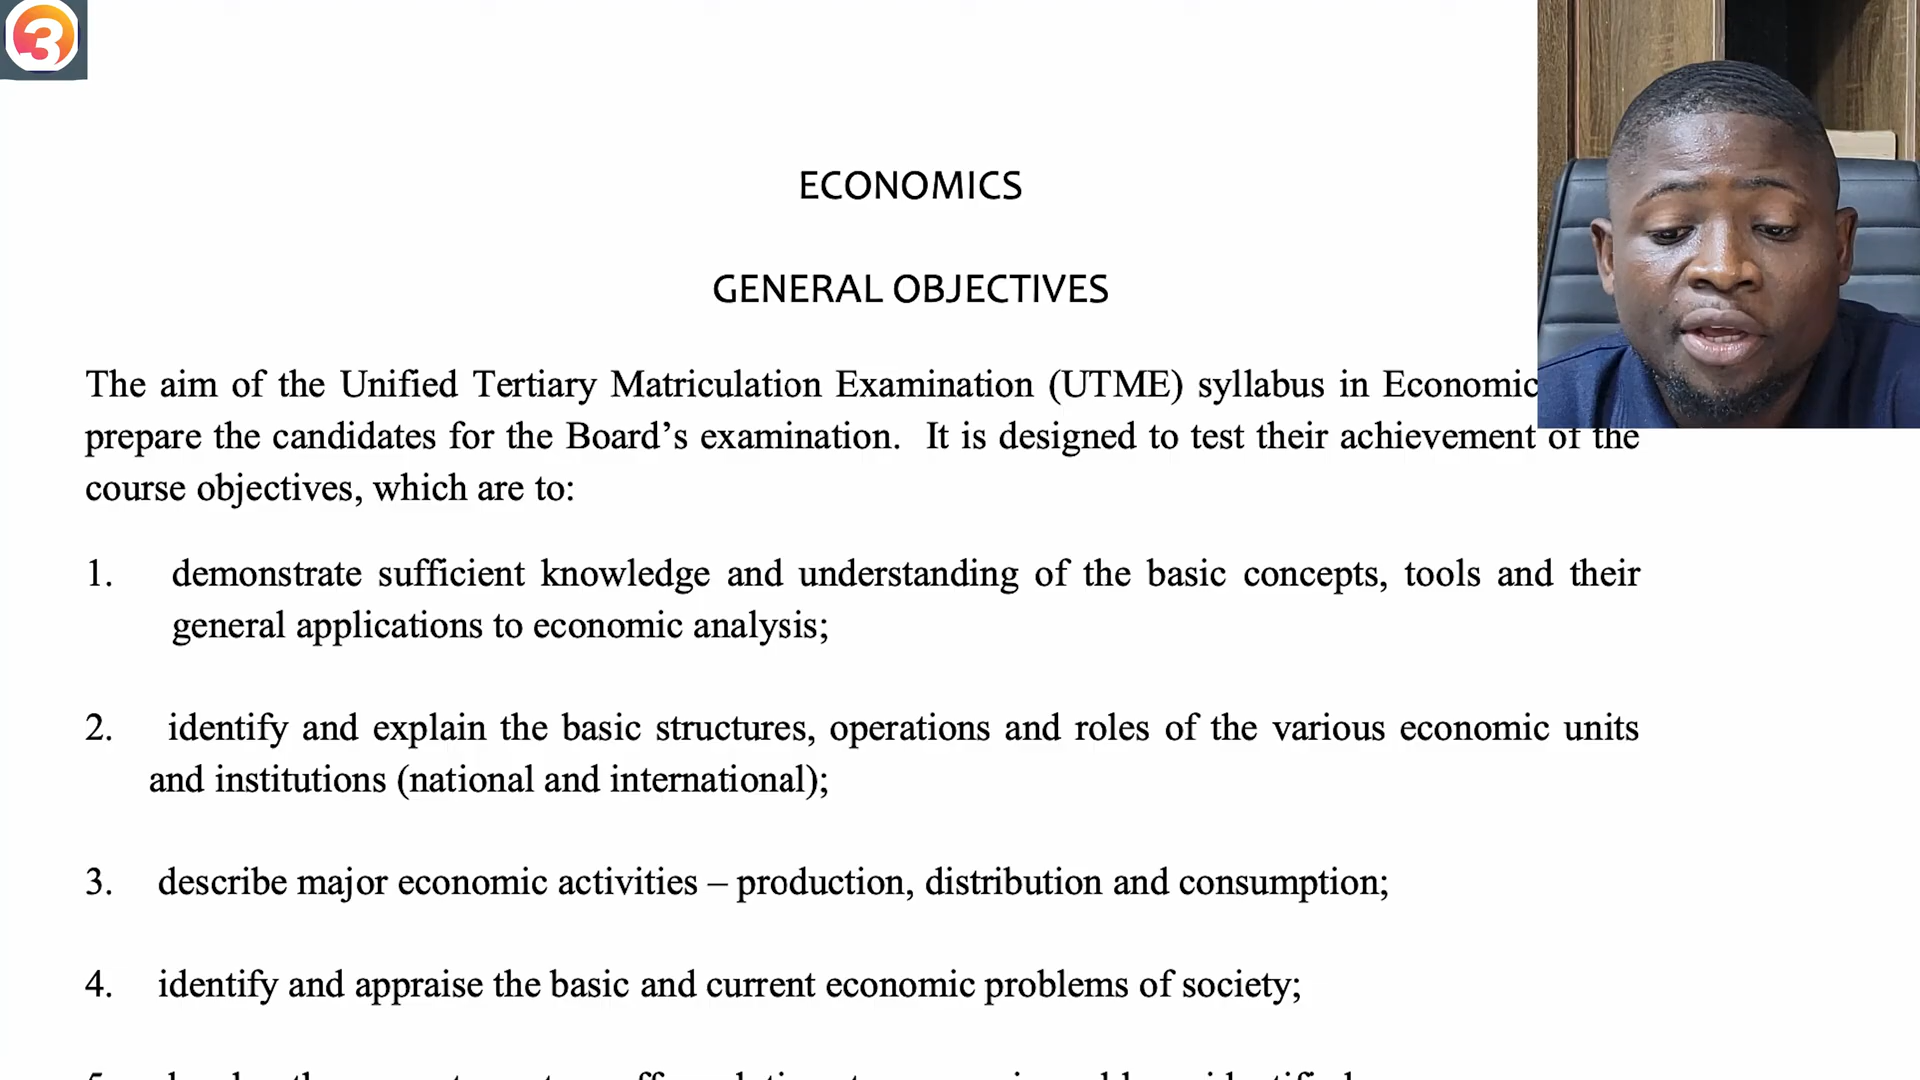 3
ECONOMICS
GENERAL OBJECTIVES
The aim of the Unified Tertiary Matriculation Examination (UTME) syllabus in Economic
prepare the candidates for the Board’s examination. It is designed to test their achievement of the
course objectives, which are to:
1. demonstrate sufficient knowledge and understanding of the basic concepts, tools and their
general applications to economic analysis;
2. identify and explain the basic structures, operations and roles of the various economic units
and institutions (national and international);
3. describe major economic activities – production, distribution and consumption;
4. identify and appraise the basic and current economic problems of society;